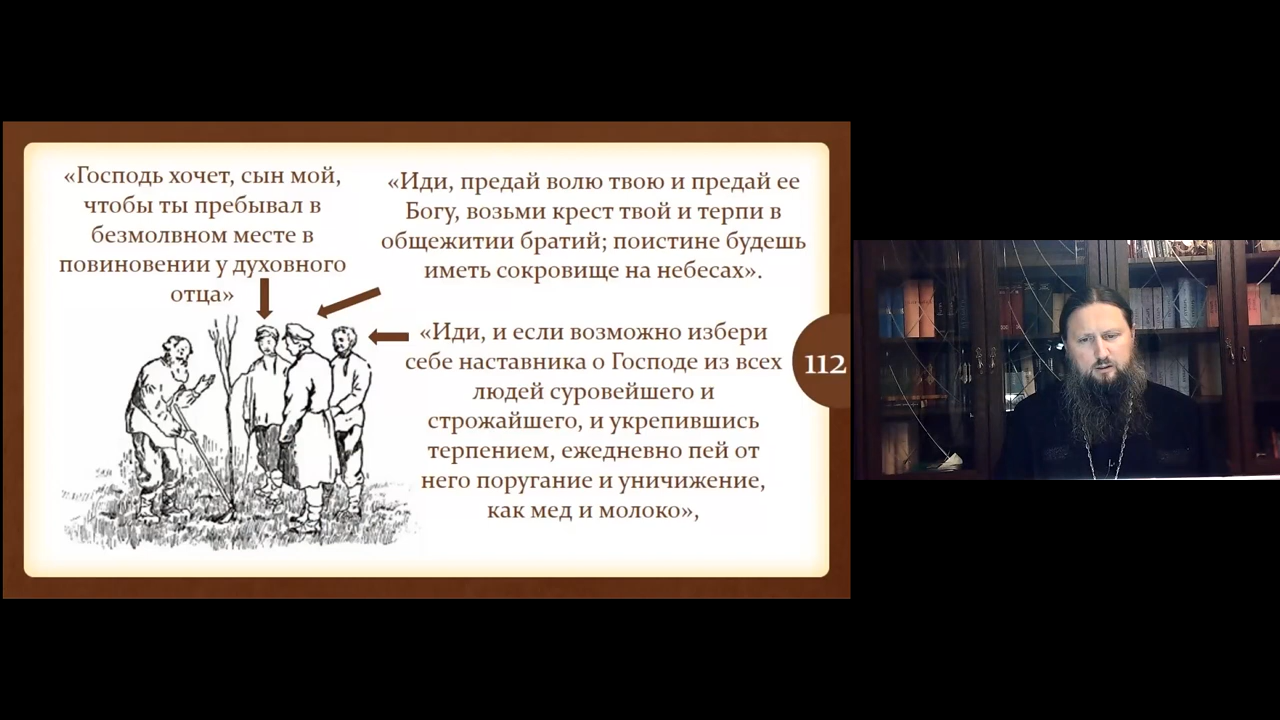 «Господь хочет, сын мой,
чтобы ты пребывал в
безмолвном месте в
повиновении у духовного
отца»
«Иди, предай волю твою и предай ее
Богу, возьми крест твой и терпи в
общежитии братий; поистине будешь
иметь сокровище на небесах».
«Иди, и если возможно избери
себе наставника о Господе из всех
людей суровейшего и
строжайшего, и укрепившись
терпением, ежедневно пей от
него поругание и уничижение,
как мед и молоко»,
112